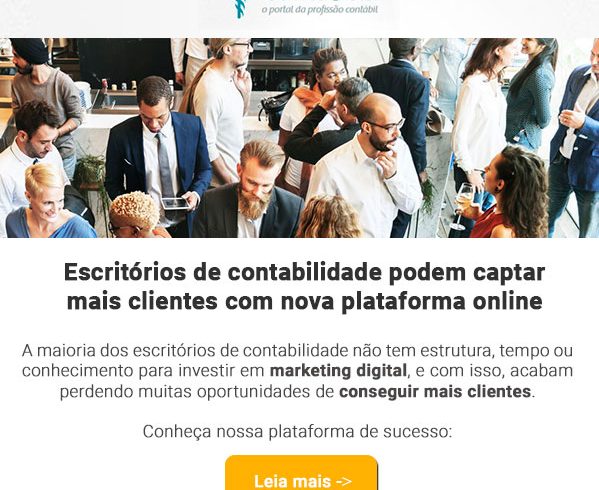 o portal da profissão contábil
Escritórios de contabilidade podem captar
mais clientes com nova plataforma online
A maioria dos escritórios de contabilidade não tem estrutura, tempo ou
conhecimento para investir em marketing digital, e com isso, acabam
perdendo muitas oportunidades de conseguir mais clientes.
Conheça nossa plataforma de sucesso:
Leia mais ->